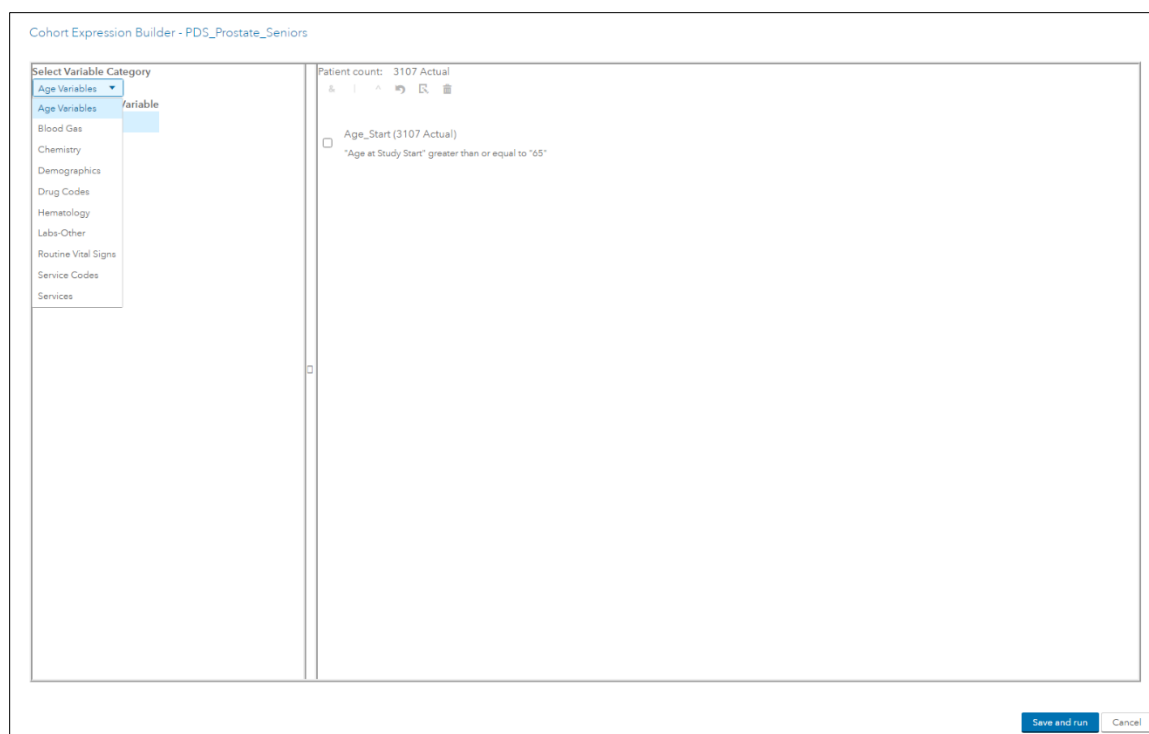 Cohort Expression Builder - PDS_Prostate_Seniors
Select Variable Category
Age Variables
Variable
Age Variables
Blood Gas
Chemistry
Demographics
Drug Codes
Hematology
Labs-Other
Routine Vital Signs
Service Codes
Services
Patient count: 3107 Actual
& | ^
Age_Start (3107 Actual)
"Age at Study Start" greater than or equal to "65"
Save and run
Cancel